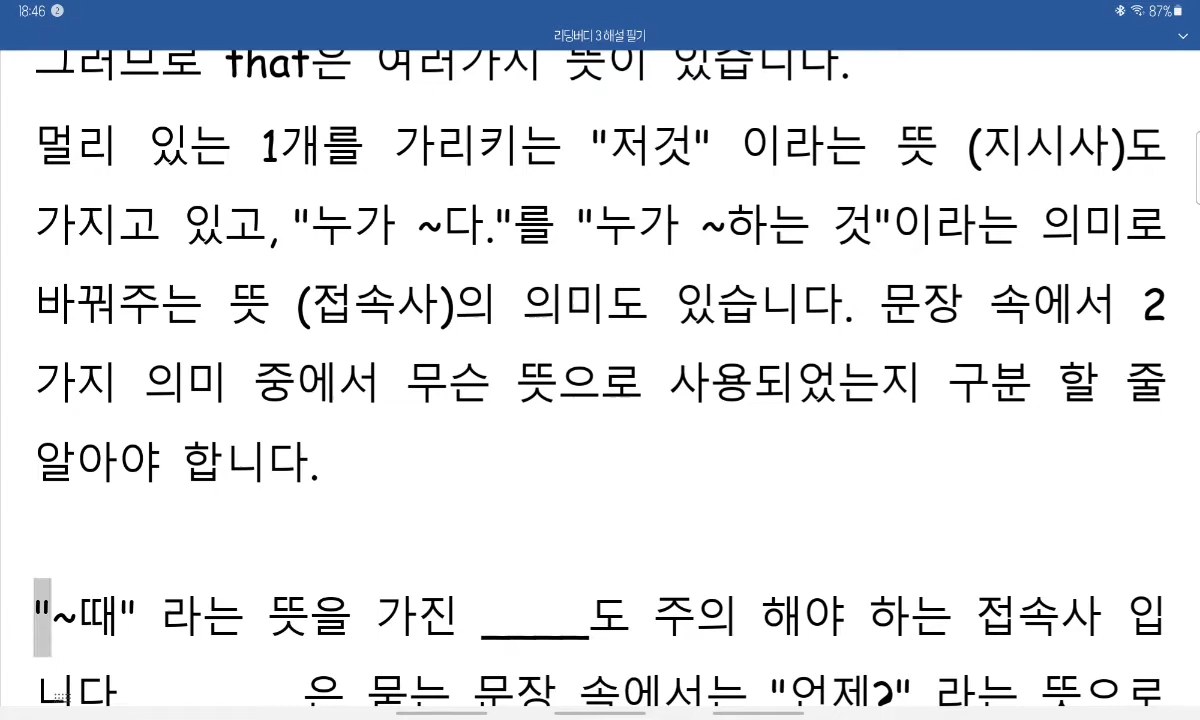 18:46 2 87%
리딩버디 3 해설 필기
그러므로 that은 여러가지 뜻이 있습니다.
멀리 있는 1개를 가리키는 "저것" 이라는 뜻 (지시사)도
가지고 있고, "누가 ~다."를 "누가 ~하는 것"이라는 의미로
바꿔주는 뜻 (접속사)의 의미도 있습니다. 문장 속에서 2
가지 의미 중에서 무슨 뜻으로 사용되었는지 구분 할 줄
알아야 합니다.
"~때" 라는 뜻을 가진 ____도 주의 해야 하는 접속사 입
니다 ____은 묻는 문장 속에서는 "언제?" 라는 뜻으로